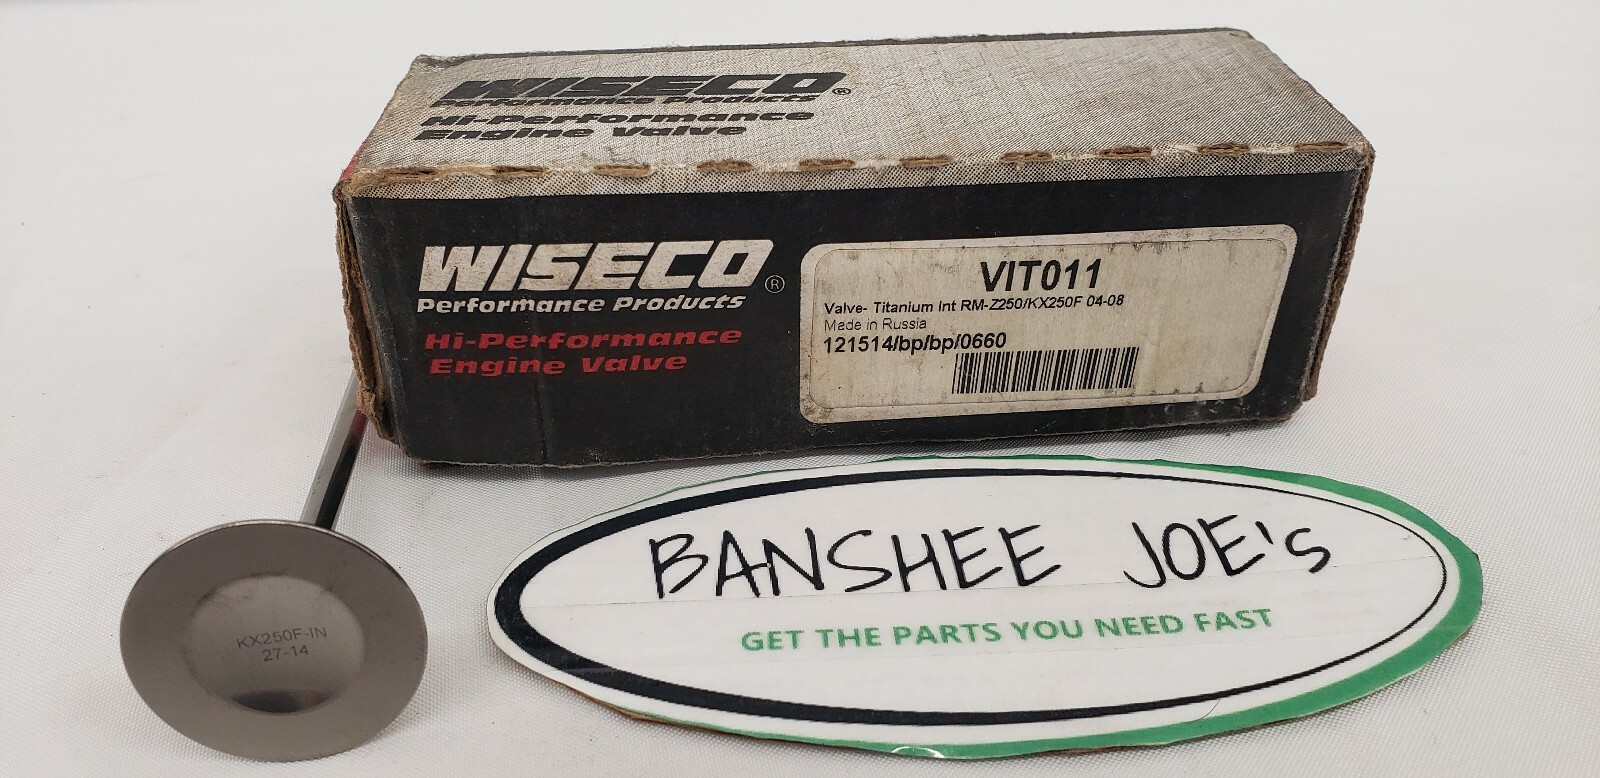 WISECO®
Performance Products
Hi-Performance
Engine Valve
WISECO®
Performance Products
Hi-Performance
Engine Valve
VIT011
Valve- Titanium Int RM-Z250/KX250F 04-08
Made in Russia
121514/bp/bp/0660
KX250F-IN
27-14
BANSHEE JOE's
GET THE PARTS YOU NEED FAST